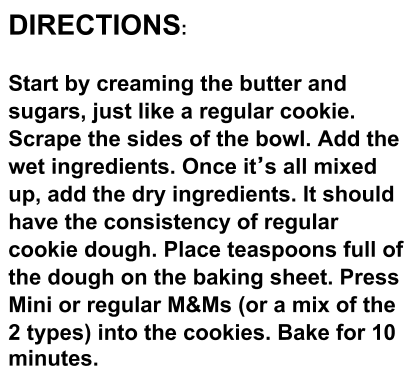 DIRECTIONS:
Start by creaming the butter and
sugars, just like a regular cookie.
Scrape the sides of the bowl. Add the
wet ingredients. Once it’s all mixed
up, add the dry ingredients. It should
have the consistency of regular
cookie dough. Place teaspoons full of
the dough on the baking sheet. Press
Mini or regular M&Ms (or a mix of the
2 types) into the cookies. Bake for 10
minutes.